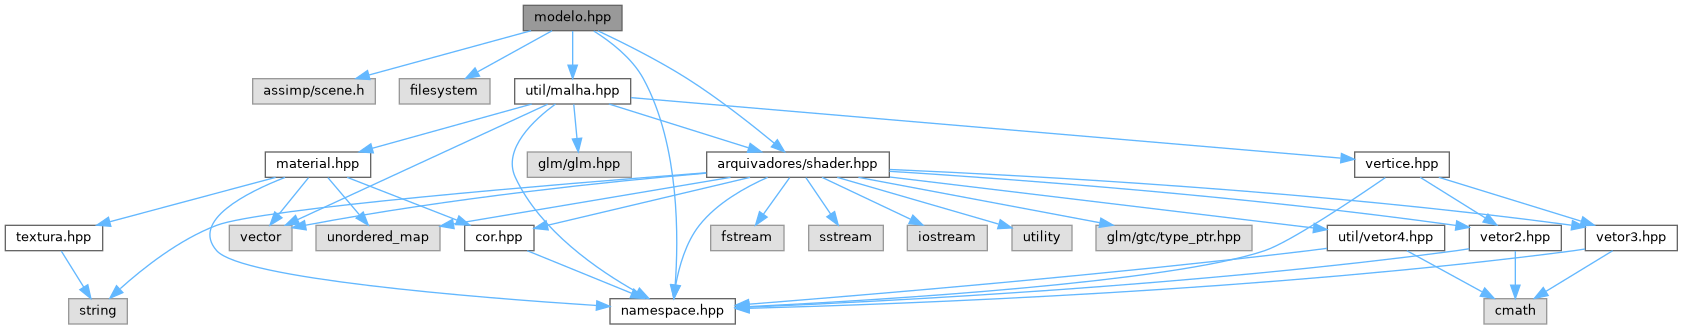 modelo.hpp
assimp/scene.h
filesystem
util/malha.hpp
material.hpp
glm/glm.hpp
arquivadores/shader.hpp
vertice.hpp
textura.hpp
vector
unordered_map
cor.hpp
fstream
sstream
iostream
utility
glm/gtc/type_ptr.hpp
util/vetor4.hpp
vetor2.hpp
vetor3.hpp
string
namespace.hpp
cmath